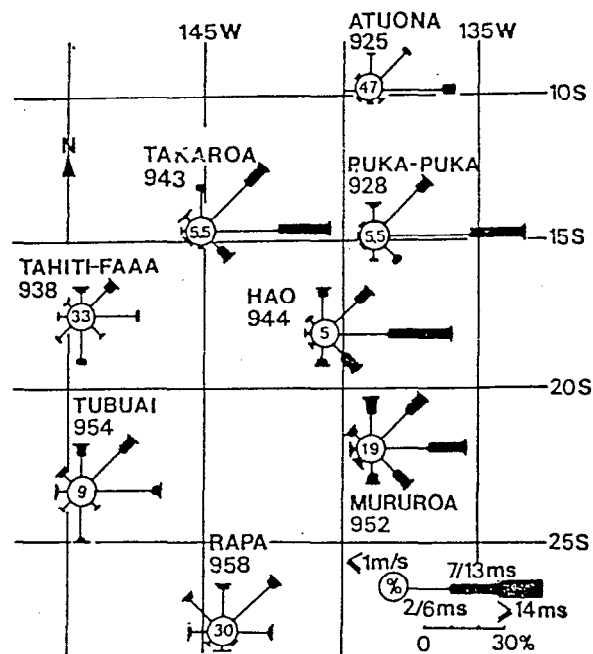 145W
ATUONA
925
135W
47
10S
N
TAKAROA
943
PUKA-PUKA
928
5.5
5.5
15S
TAHITI-FAAA
938
33
HAO
944
5
20S
TUBUAI
954
9
19
MURUROA
952
25S
RAPA
958
30
<1m/s
7/13ms
%
2/6ms
>14ms
0 30%